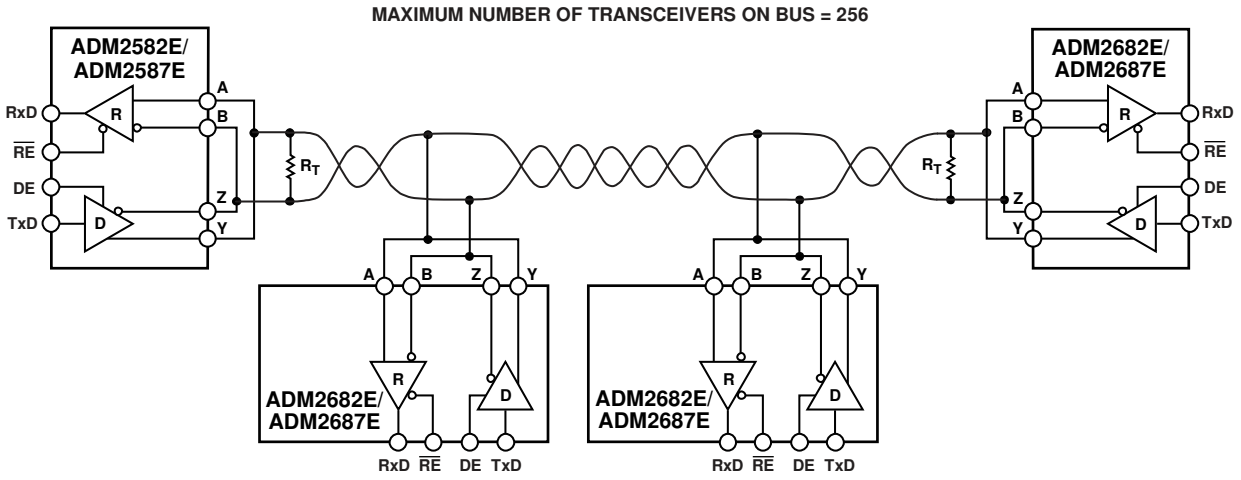 MAXIMUM NUMBER OF TRANSCEIVERS ON BUS = 256
ADM2582E/
ADM2587E
A
B
Z
Y
RxD
RE
DE
TxD
R
D
RT
ADM2682E/
ADM2687E
A
B
Z
Y
RxD
RE
DE
TxD
R
D
RT
A
B
Z
Y
R
D
ADM2682E/
ADM2687E
RxD
RE
DE
TxD
A
B
Z
Y
R
D
ADM2682E/
ADM2687E
RxD
RE
DE
TxD